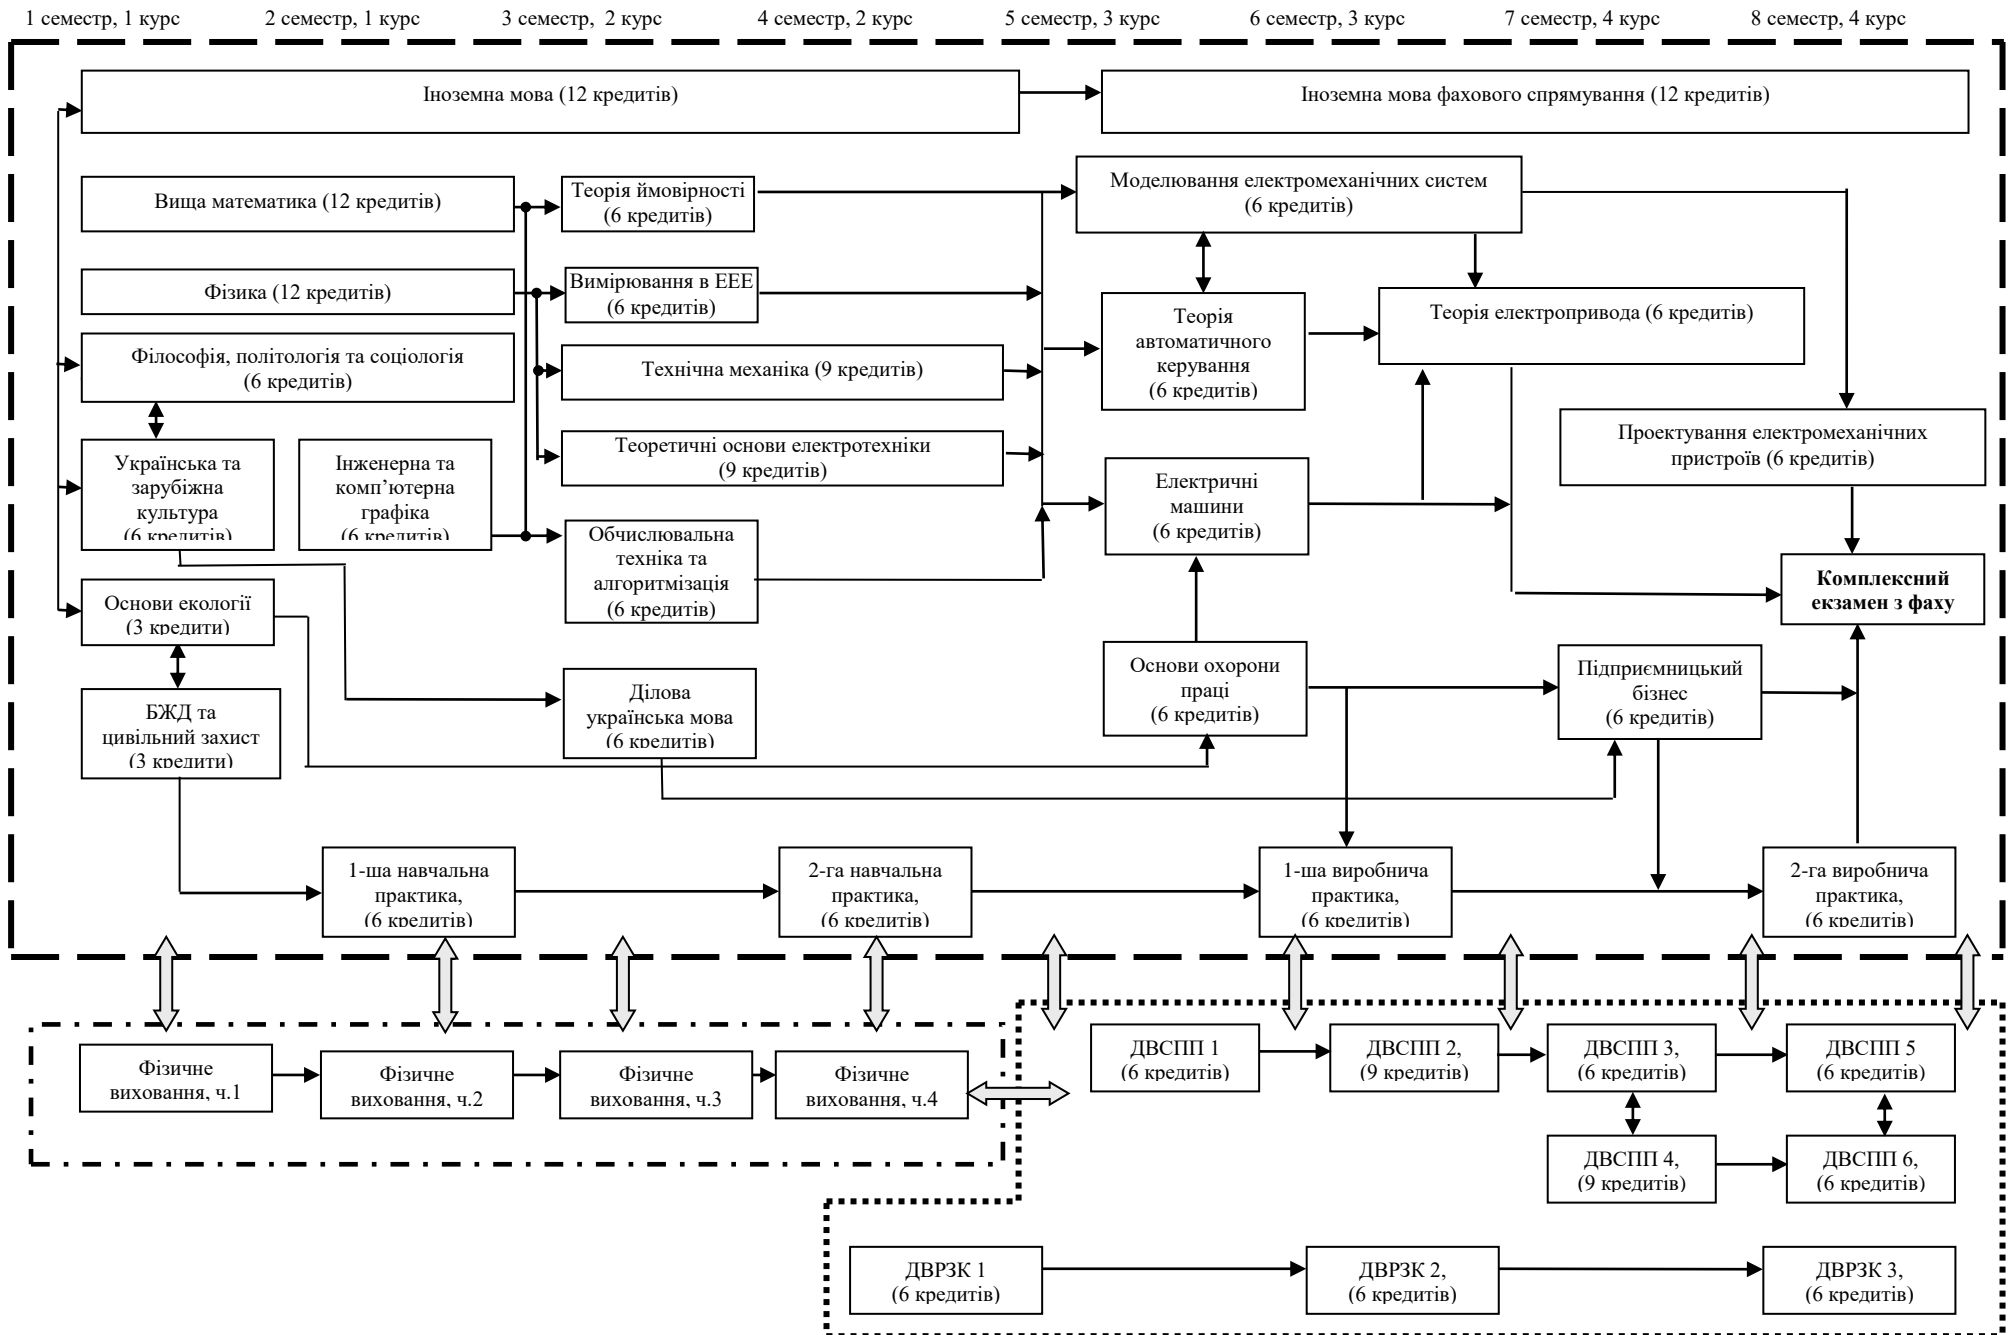 1 семестр, 1 курс
2 семестр, 1 курс
3 семестр, 2 курс
4 семестр, 2 курс
5 семестр, 3 курс
6 семестр, 3 курс
7 семестр, 4 курс
8 семестр, 4 курс
Іноземна мова (12 кредитів)
Іноземна мова фахового спрямування (12 кредитів)
Вища математика (12 кредитів)
Теорія ймовірності
(6 кредитів)
Моделювання електромеханічних систем
(6 кредитів)
Фізика (12 кредитів)
Вимірювання в ЕЕЕ
(6 кредитів)
Теорія
автоматичного
керування
(6 кредитів)
Теорія електропривода (6 кредитів)
Філософія, політологія та соціологія
(6 кредитів)
Технічна механіка (9 кредитів)
Українська та
зарубіжна
культура
(6 кредитів)
Інженерна та
комп’ютерна
графіка
(6 кредитів)
Теоретичні основи електротехніки
(9 кредитів)
Проектування електромеханічних
пристроїв (6 кредитів)
Електричні
машини
(6 кредитів)
Обчислювальна
техніка та
алгоритмізація
(6 кредитів)
Комплексний
екзамен з фаху
Основи екології
(3 кредити)
БЖД та
цивільний захист
(3 кредити)
Ділова
українська мова
(6 кредитів)
Основи охорони
праці
(6 кредитів)
Підприємницький
бізнес
(6 кредитів)
1-ша навчальна
практика,
(6 кредитів)
2-га навчальна
практика,
(6 кредитів)
1-ша виробнича
практика,
(6 кредитів)
2-га виробнича
практика,
(6 кредитів)
Фізичне
виховання, ч.1
Фізичне
виховання, ч.2
Фізичне
виховання, ч.3
Фізичне
виховання, ч.4
ДВСПП 1
(6 кредитів)
ДВСПП 2,
(9 кредитів)
ДВСПП 3,
(6 кредитів)
ДВСПП 5
(6 кредитів)
ДВСПП 4,
(9 кредитів)
ДВСПП 6,
(6 кредитів)
ДВРЗК 1
(6 кредитів)
ДВРЗК 2,
(6 кредитів)
ДВРЗК 3,
(6 кредитів)